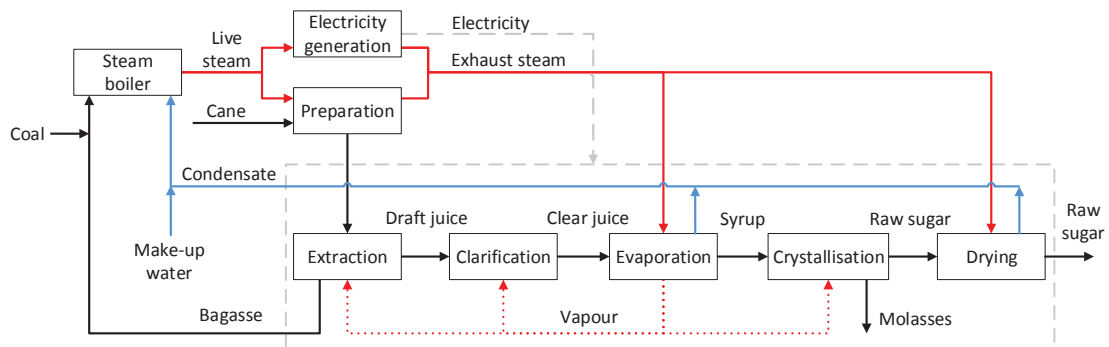 Electricity
generation
Electricity
Live
steam
Steam
boiler
Exhaust steam
Cane
Preparation
Coal
Condensate
Draft juice
Clear juice
Syrup
Raw sugar
Raw
sugar
Make-up
water
Extraction
Clarification
Evaporation
Crystallisation
Drying
Bagasse
Vapour
Molasses